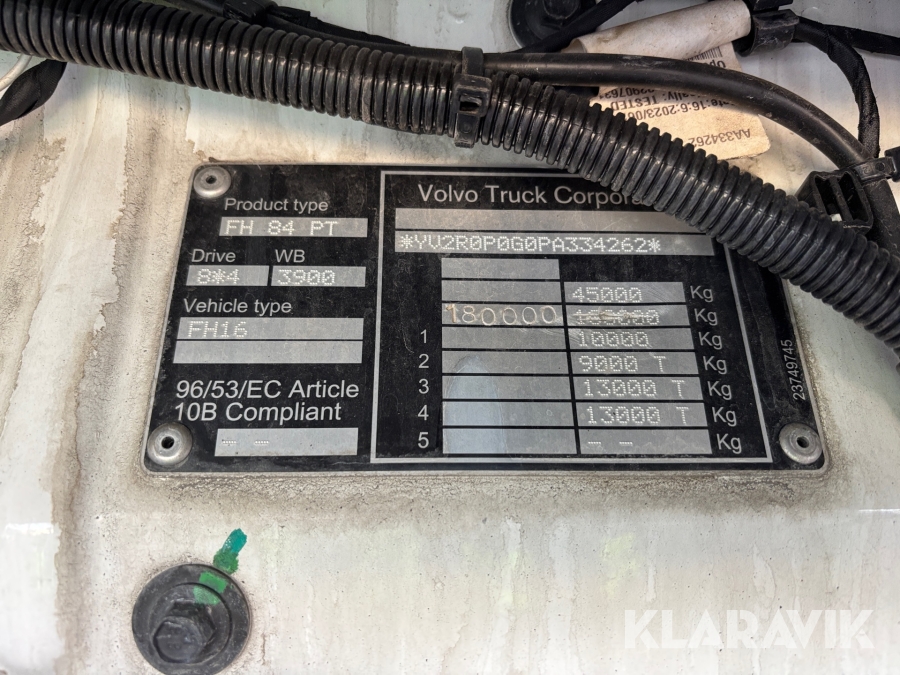 Product type
FH 84 PT
Drive WB
8*4 3900
Vehicle type
FH16
96/53/EC Article
10B Compliant
-- --
Volvo Truck
*YV2R0P0G0PA334262*
45000 Kg
180000 Kg
1 10000
2 9000 T Kg
3 13000 T Kg
4 13000 T Kg
5 -- -- Kg
23749745
TESTED
AA334262
KLARAVIK